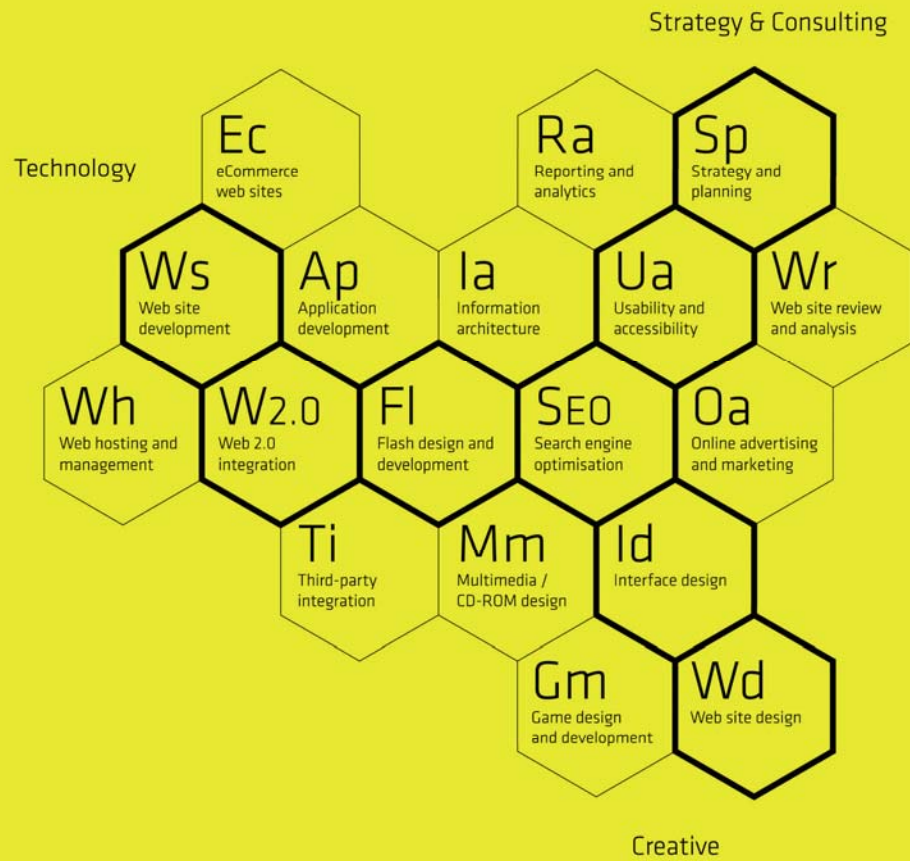 Strategy & Consulting
Technology
Ec
eCommerce
web sites
Ra
Reporting and
analytics
Sp
Strategy and
planning
Ws
Web site
development
Ap
Application
development
Ia
Information
architecture
Ua
Usability and
accessibility
Wr
Web site review
and analysis
Wh
Web hosting and
management
W2.0
Web 2.0
integration
Fl
Flash design and
development
SEO
Search engine
optimisation
Oa
Online advertising
and marketing
Ti
Third-party
integration
Mm
Multimedia /
CD-ROM design
Id
Interface design
Gm
Game design
and development
Wd
Web site design
Creative